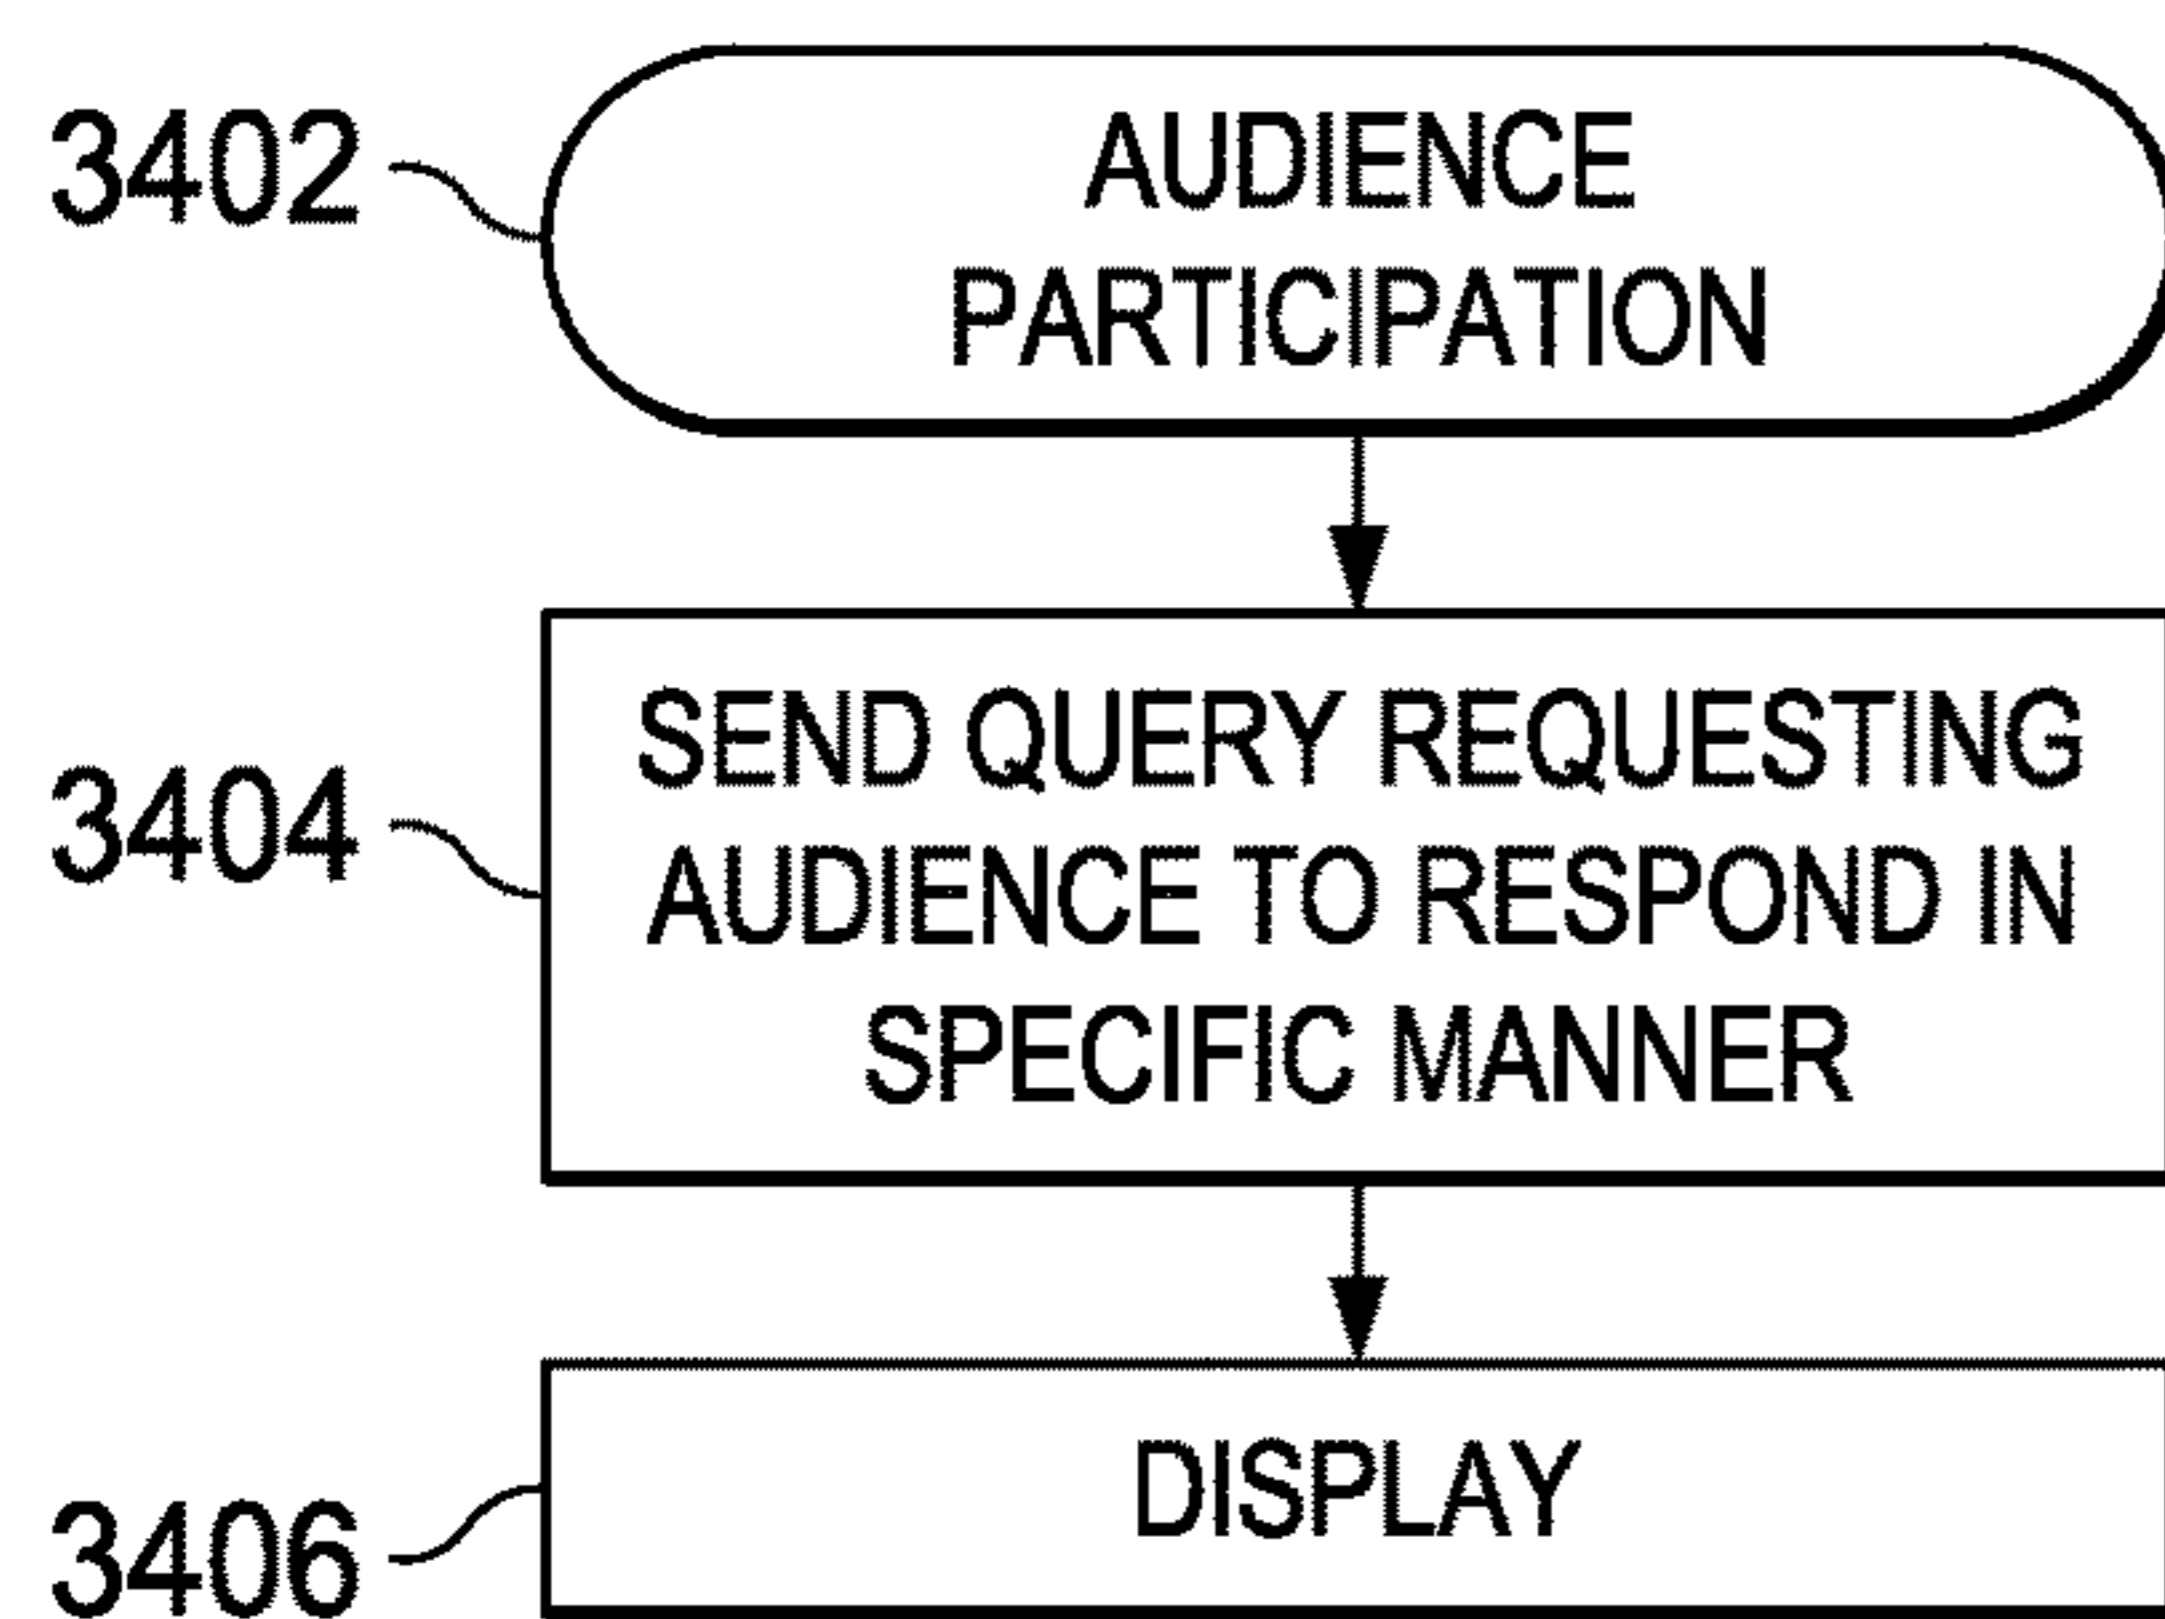 3402
AUDIENCE
PARTICIPATION
3404
SEND QUERY REQUESTING
AUDIENCE TO RESPOND IN
SPECIFIC MANNER
3406
DISPLAY